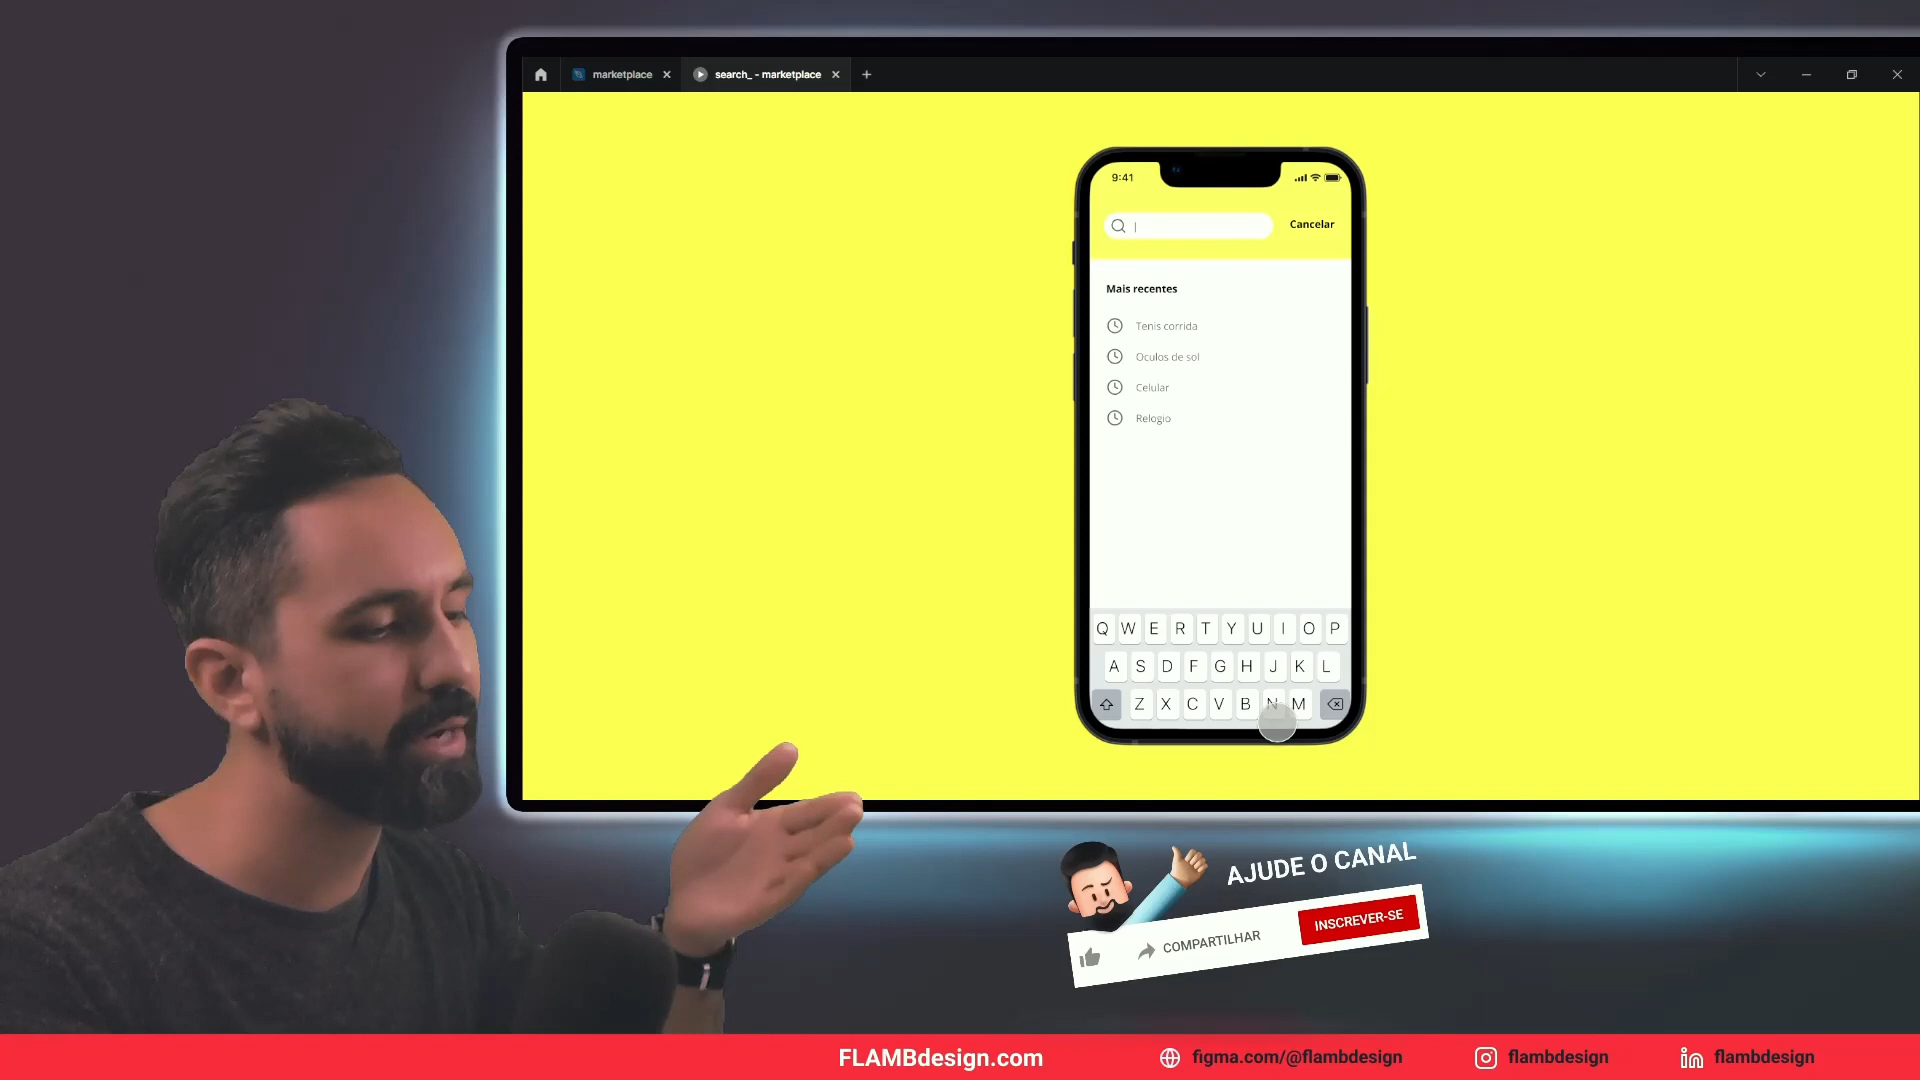 marketplace
search_ - marketplace
9:41
Cancelar
Mais recentes
Tenis corrida
Oculos de sol
Celular
Relogio
Q W E R T Y U I O P
A S D F G H J K L
Z X C V B N M
AJUDE O CANAL
COMPARTILHAR
INSCREVER-SE
FLAMBdesign.com
figma.com/@flambdesign
flambdesign
flambdesign